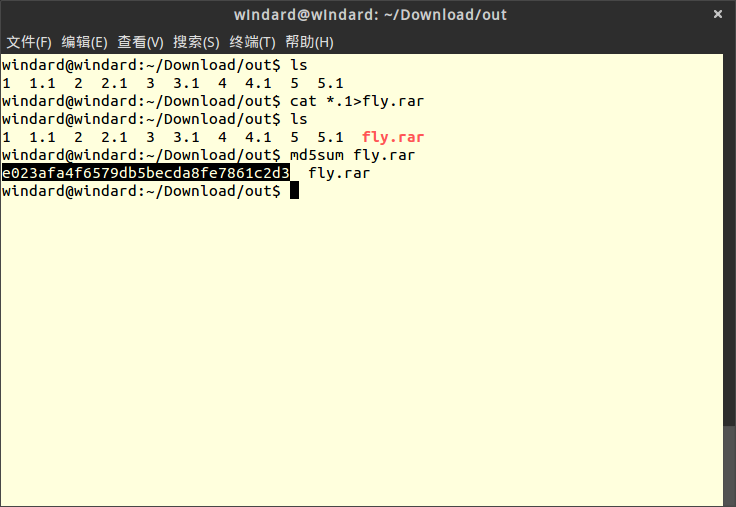 windard@windard: ~/Download/out
文件(F) 编辑(E) 查看(V) 搜索(S) 终端(T) 帮助(H)
windard@windard:~/Download/out$ ls
1  1.1  2  2.1  3  3.1  4  4.1  5  5.1
windard@windard:~/Download/out$ cat *.1>fly.rar
windard@windard:~/Download/out$ ls
1  1.1  2  2.1  3  3.1  4  4.1  5  5.1  fly.rar
windard@windard:~/Download/out$ md5sum fly.rar
e023afa4f6579db5becda8fe7861c2d3  fly.rar
windard@windard:~/Download/out$